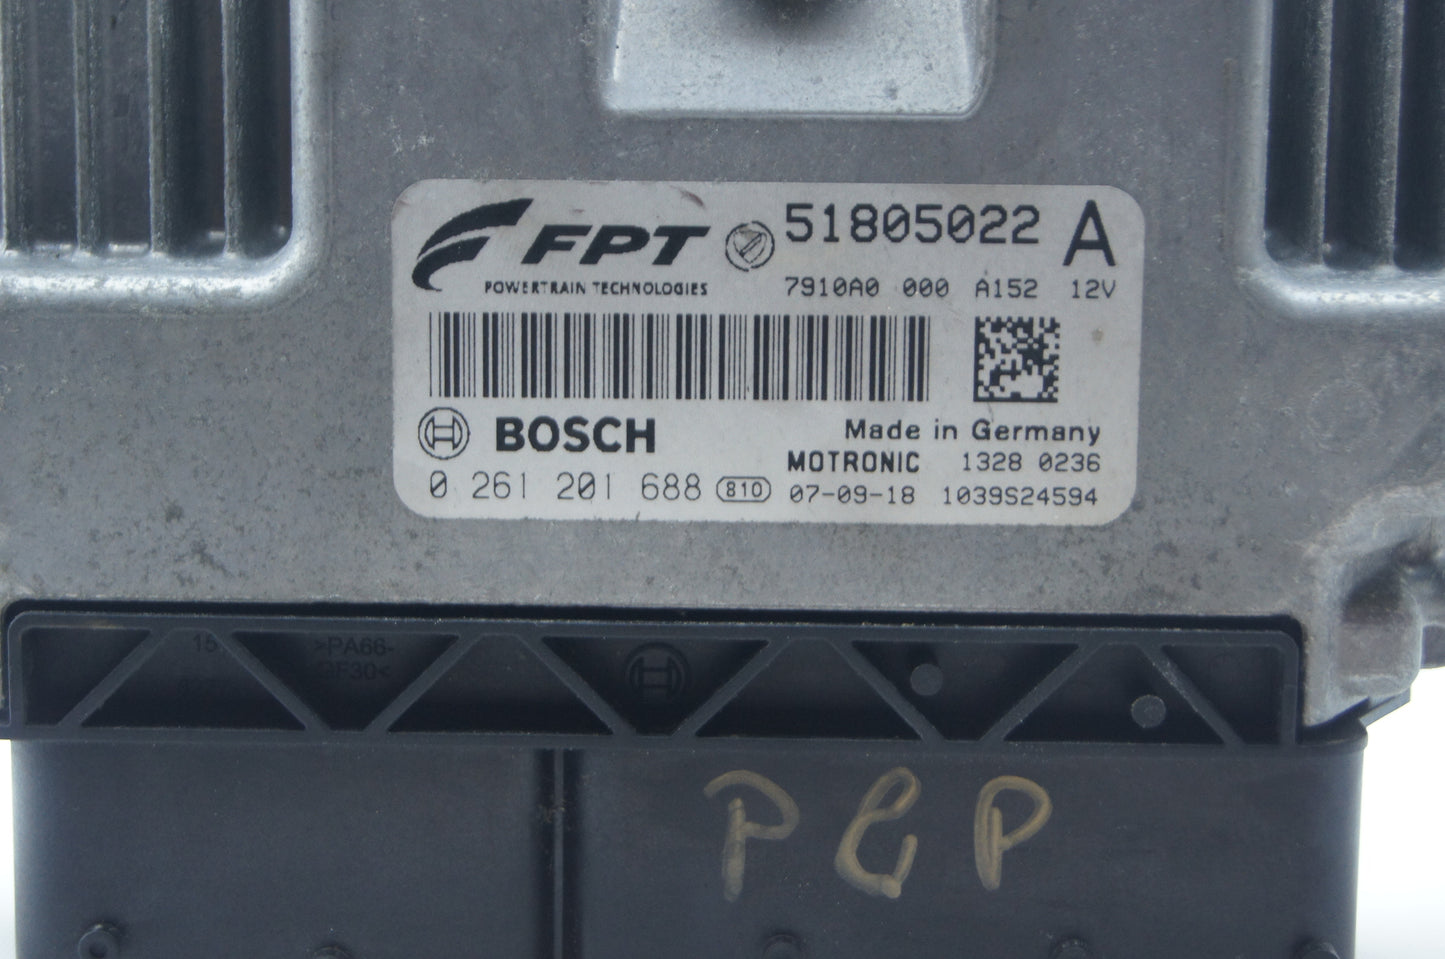 FPT 51805022 A
POWERTRAIN TECHNOLOGIES 7910A0 000 A152 12V
BOSCH Made in Germany
MOTRONIC 1328 0236
0 261 201 688 810 07-09-18 1039S24594
15 >PA66-
GF30<
P
P